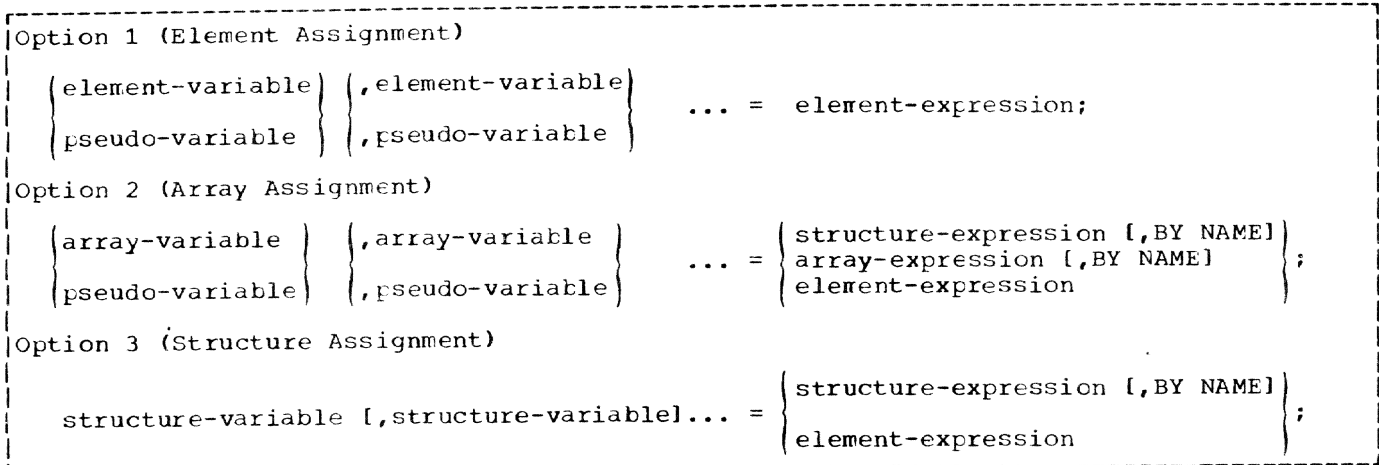 Option 1 (Element Assignment)
element-variable ,element-variable
... = element-expression;
pseudo-variable ,pseudo-variable
Option 2 (Array Assignment)
structure-expression [,BY NAME]
array-variable ,array-variable
... = array-expression [,BY NAME] ;
pseudo-variable ,pseudo-variable
element-expression
Option 3 (Structure Assignment)
structure-expression [,BY NAME]
structure-variable [,structure-variable]... = ;
element-expression